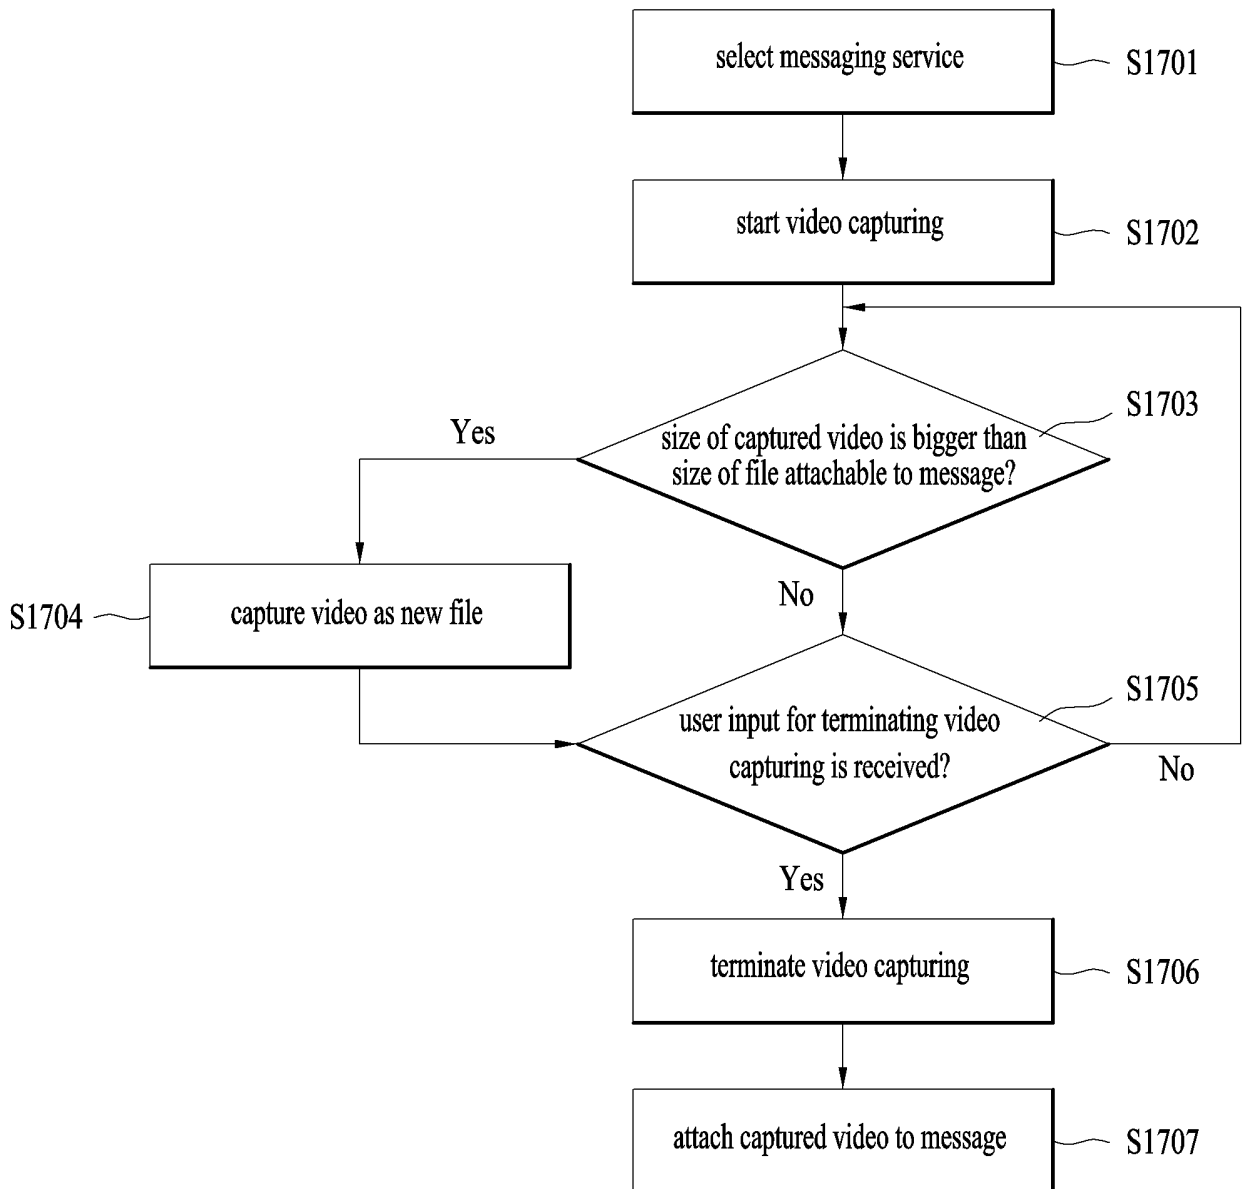 select messaging service
S1701
start video capturing
S1702
S1703
Yes
size of captured video is bigger than
size of file attachable to message?
No
S1704
capture video as new file
S1705
user input for terminating video
capturing is received?
No
Yes
terminate video capturing
S1706
attach captured video to message
S1707